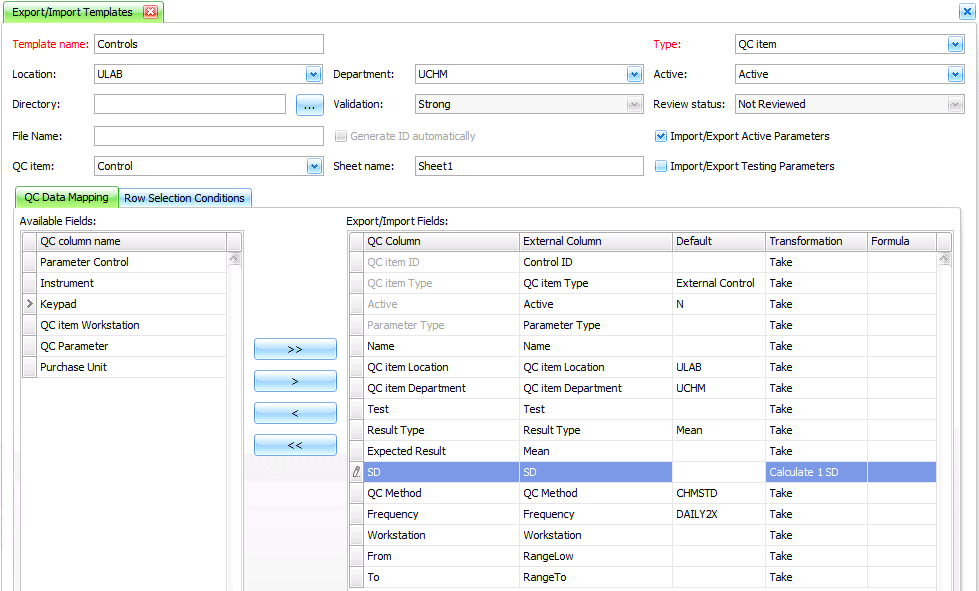 Export/Import Templates
Template name: Controls Type: QC item
Location: ULAB Department: UCHM Active: Active
Directory: ... Validation: Strong Review status: Not Reviewed
File Name: Generate ID automatically Import/Export Active Parameters
QC item: Control Sheet name: Sheet1 Import/Export Testing Parameters
QC Data Mapping Row Selection Conditions
Available Fields:
QC column name
Parameter Control
Instrument
Keypad
QC item Workstation
QC Parameter
Purchase Unit
>>
>
<
<<
Export/Import Fields:
QC Column External Column Default Transformation Formula
QC item ID Control ID Take
QC item Type QC item Type External Control Take
Active Active N Take
Parameter Type Parameter Type Take
Name Name Take
QC item Location QC item Location ULAB Take
QC item Department QC item Department UCHM Take
Test Test Take
Result Type Result Type Mean Take
Expected Result Mean Take
SD SD Calculate 1 SD
QC Method QC Method CHMSTD Take
Frequency Frequency DAILY2X Take
Workstation Workstation Take
From RangeLow Take
To RangeTo Take